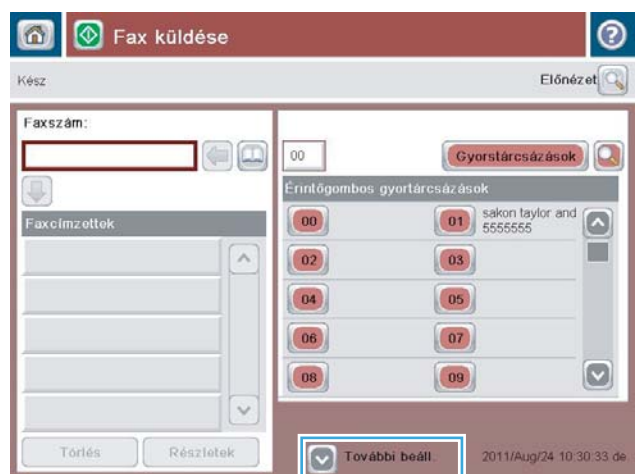 Fax küldése
Kész
Előnézet
Faxszám:
00
Gyorstárcsázások
Érintőgombos gyortárcsázások
Faxcímzettek
00
01 sakon taylor and
5555555
02 03
04 05
06 07
08 09
Törlés Részletek
További beáll.
2011/Aug/24 10:30:33 de.